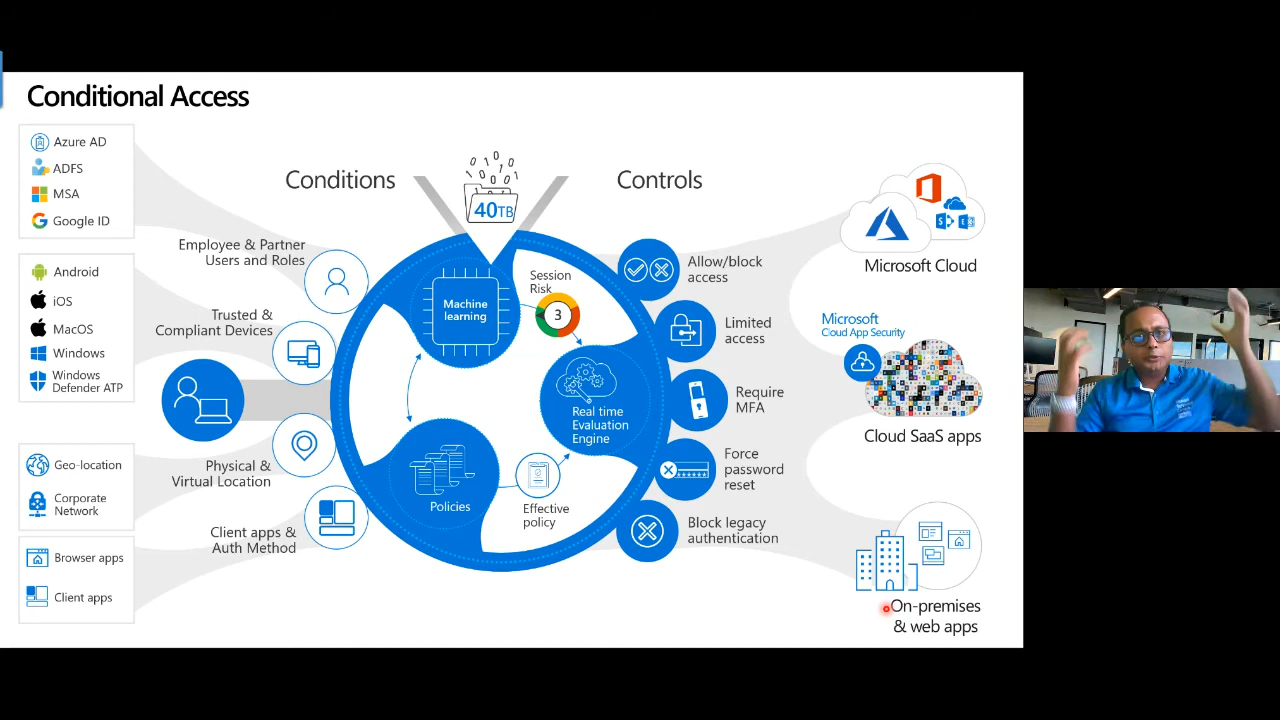 Conditional Access
Azure AD
ADFS
MSA
Google ID
Android
iOS
MacOS
Windows
Windows
Defender ATP
Geo-location
Corporate
Network
Browser apps
Client apps
Conditions
Employee & Partner
Users and Roles
Trusted &
Compliant Devices
Physical &
Virtual Location
Client apps &
Auth Method
40TB
Machine
learning
Session
Risk
3
Real time
Evaluation
Engine
Policies
Effective
policy
Controls
Allow/block
access
Limited
access
Require
MFA
Force
password
reset
Block legacy
authentication
Microsoft Cloud
Microsoft
Cloud App Security
Cloud SaaS apps
On-premises
& web apps